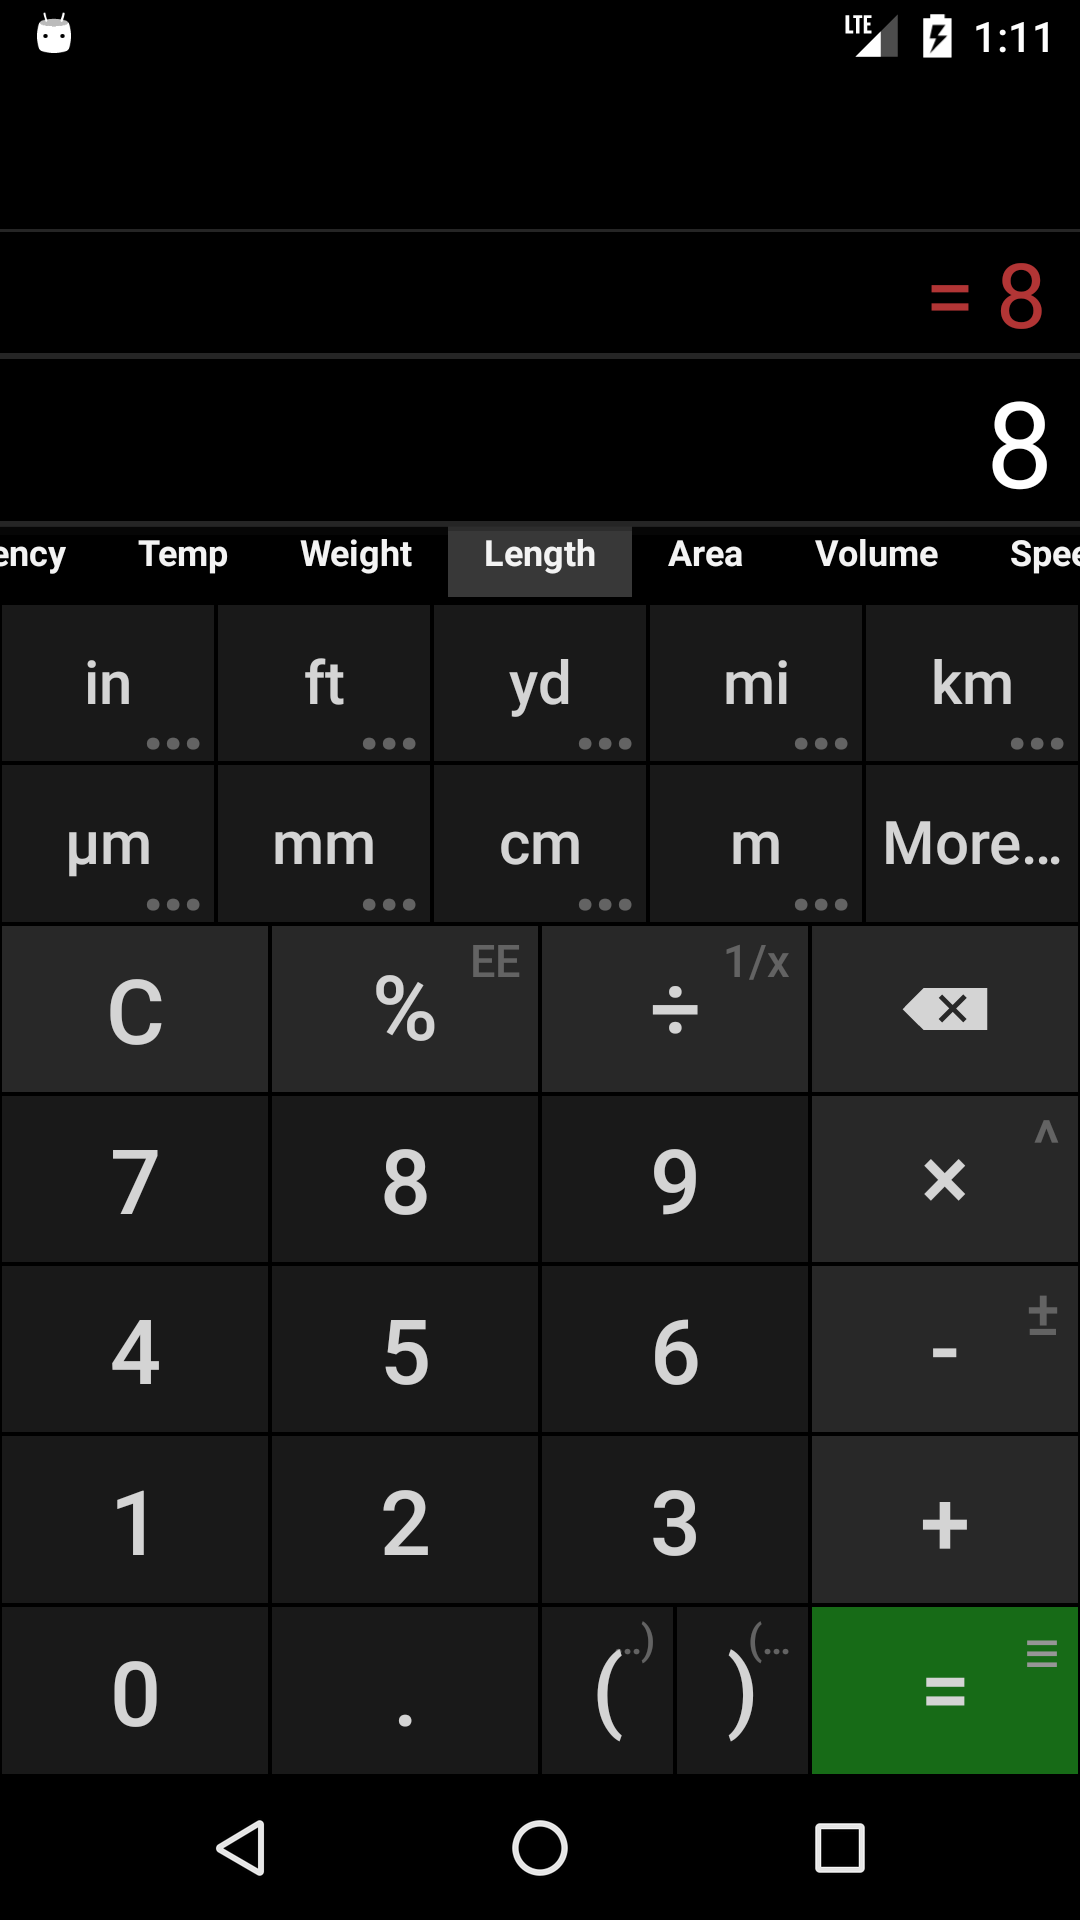 LTE 1:11
= 8
8
ency Temp Weight Length Area Volume Spee
in ft yd mi km
µm mm cm m More...
C % EE ÷ 1/x
7 8 9 × ^
4 5 6 - ±
1 2 3 +
0 . ( ..) ) (... =